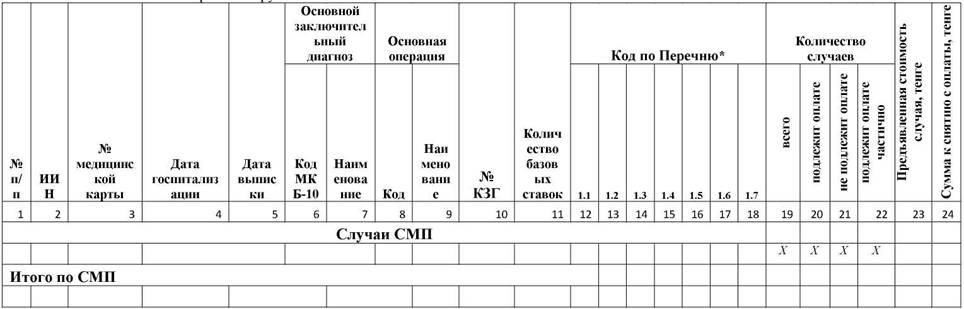 Основной
заключител
ьный
диагноз
Основная
операция
Код по Перечню*
Количество
случаев
№
п/
п
ИИ
Н
№
медицинс
кой
карты
Дата
госпитализ
ации
Дата
выпис
ки
Код
МК
Б-10
Наим
енова
ние
Код
Наи
мено
вани
е
№
КЗГ
Колич
ество
базов
ых
ставок
1.1 1.2 1.3 1.4 1.5 1.6 1.7
всего
подлежит оплате
не подлежит оплате
подлежит оплате
частично
Предъявленная стоимость
случая, тенге
Сумма к снятию с оплаты, тенге
1 2 3 4 5 6 7 8 9 10 11 12 13 14 15 16 17 18 19 20 21 22 23 24
Случаи СМП
X X X X
Итого по СМП